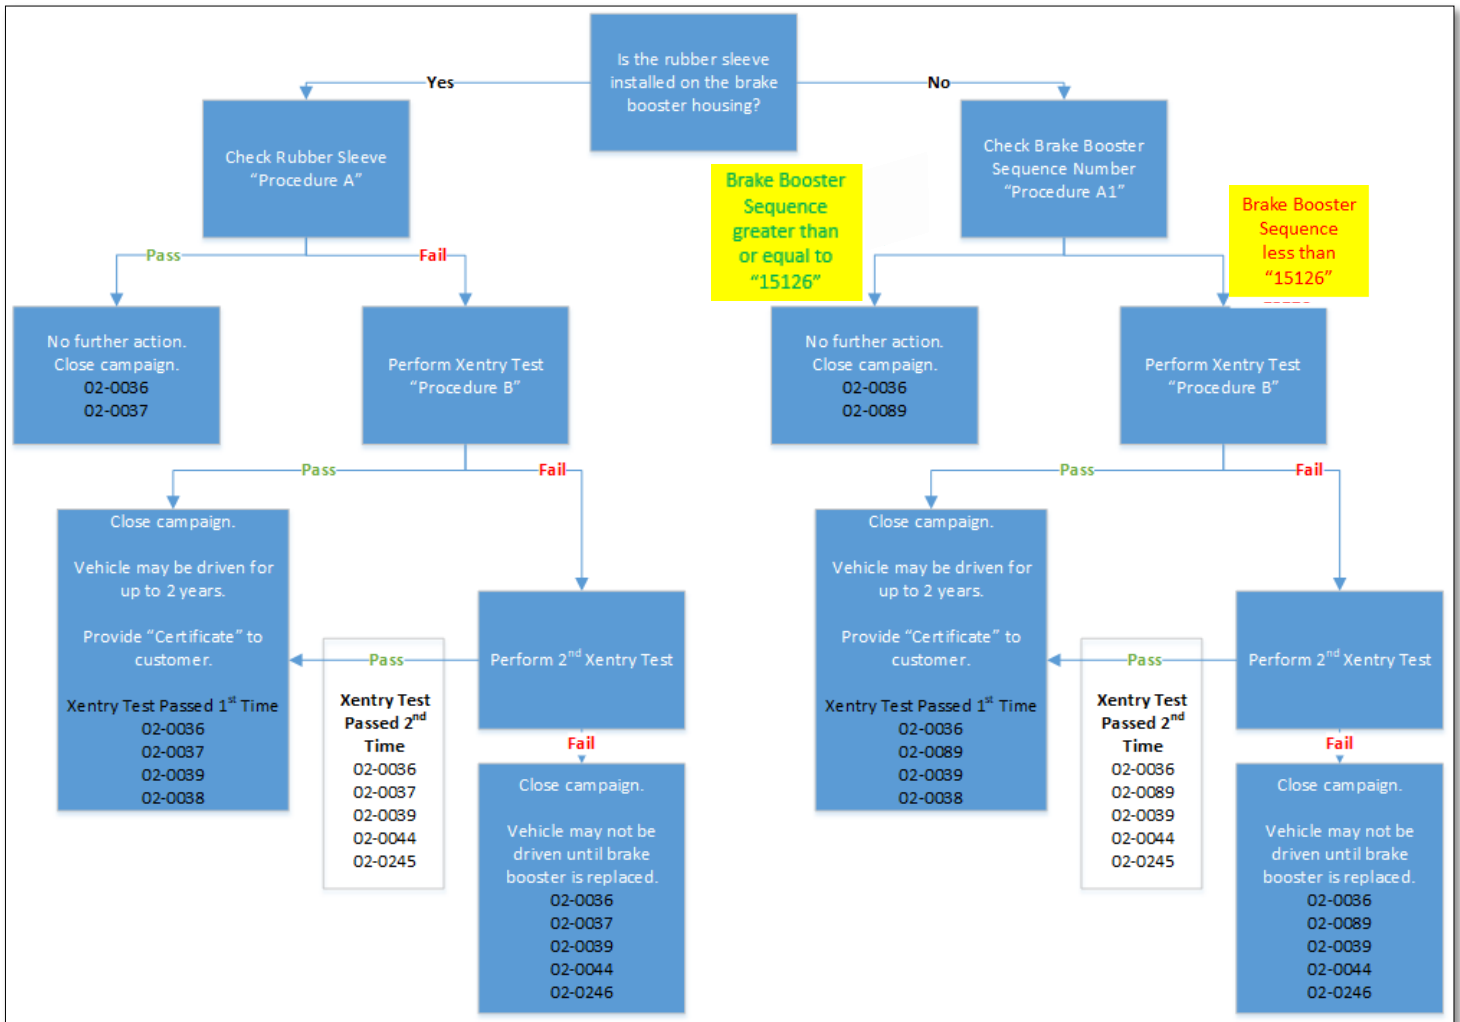 Is the rubber sleeve
installed on the brake
booster housing?
Yes
No
Check Rubber Sleeve
“Procedure A”
Check Brake Booster
Sequence Number
“Procedure A1”
Brake Booster
Sequence
greater than
or equal to
“15126”
Brake Booster
Sequence
less than
“15126”
Pass
Fail
No further action.
Close campaign.
02-0036
02-0037
Perform Xentry Test
“Procedure B”
No further action.
Close campaign.
02-0036
02-0089
Perform Xentry Test
“Procedure B”
Pass
Fail
Pass
Fail
Close campaign.
Vehicle may be driven for
up to 2 years.
Provide “Certificate” to
customer.
Xentry Test Passed 1st Time
02-0036
02-0037
02-0039
02-0038
Pass
Xentry Test
Passed 2nd
Time
02-0036
02-0037
02-0039
02-0044
02-0245
Perform 2nd Xentry Test
Fail
Close campaign.
Vehicle may not be
driven until brake
booster is replaced.
02-0036
02-0037
02-0039
02-0044
02-0246
Close campaign.
Vehicle may be driven for
up to 2 years.
Provide “Certificate” to
customer.
Xentry Test Passed 1st Time
02-0036
02-0089
02-0039
02-0038
Pass
Xentry Test
Passed 2nd
Time
02-0036
02-0089
02-0039
02-0044
02-0245
Perform 2nd Xentry Test
Fail
Close campaign.
Vehicle may not be
driven until brake
booster is replaced.
02-0036
02-0089
02-0039
02-0044
02-0246